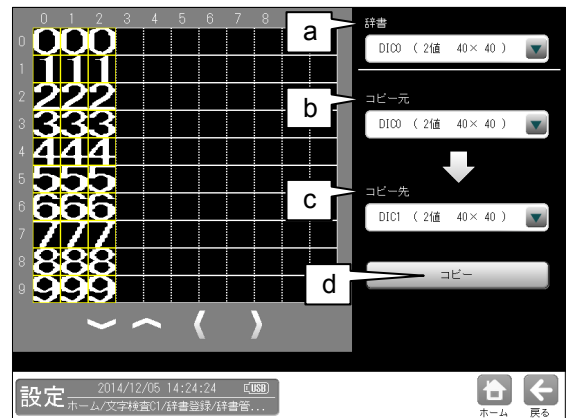 0 1 2 3 4 5 6 7 8
0 000
1 111
2 222
3 333
4 444
5 555
6 666
7 777
8 888
9 999
a
辞書
DIC0 ( 2値 40× 40 )
b
コピー元
DIC0 ( 2値 40× 40 )
c
コピー先
DIC1 ( 2値 40× 40 )
d
コピー
設定
2014/12/05 14:24:24 USB
ホーム/文字検査C1/辞書登録/辞書管...
ホーム
戻る